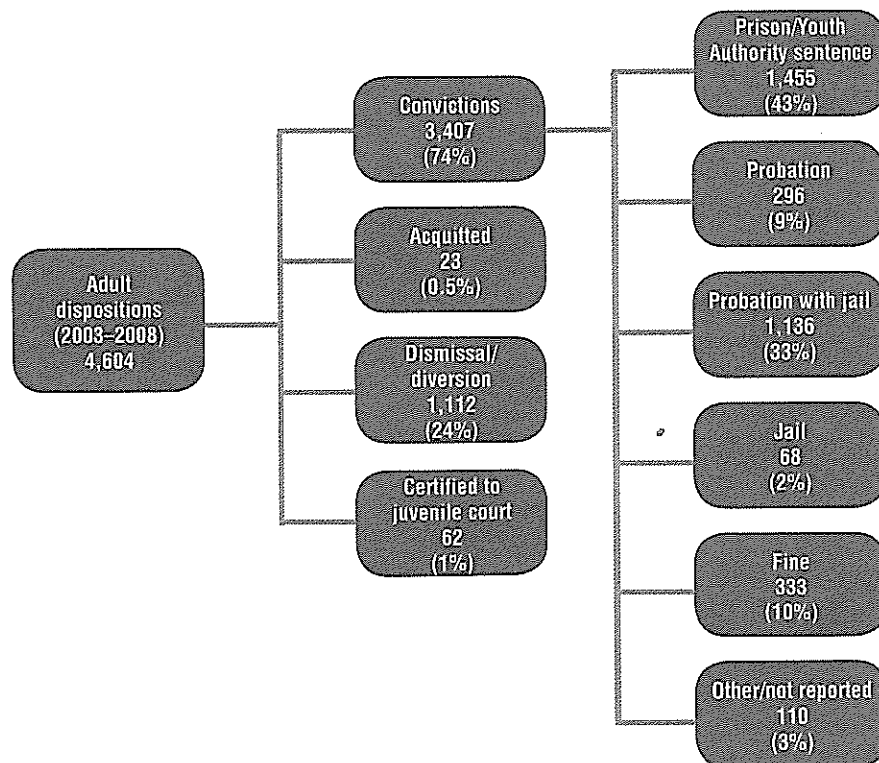 Adult
dispositions
(2003–2008)
4,604
Convictions
3,407
(74%)
Acquitted
23
(0.5%)
Dismissal/
diversion
1,112
(24%)
Certified to
juvenile court
62
(1%)
Prison/Youth
Authority sentence
1,455
(43%)
Probation
296
(9%)
Probation with jail
1,136
(33%)
Jail
68
(2%)
Fine
333
(10%)
Other/not reported
110
(3%)